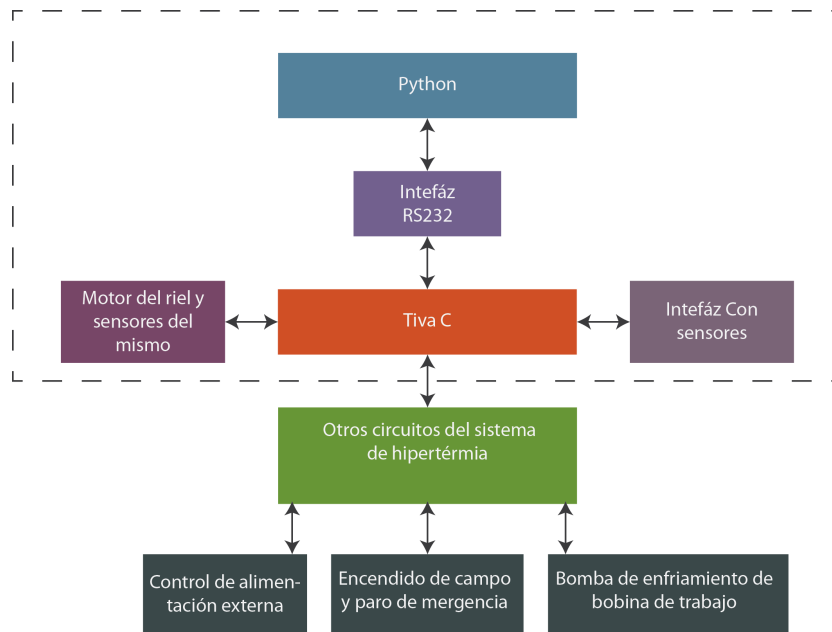 Python
Intefáz
RS232
Motor del riel y
sensores del
mismo
Tiva C
Intefáz Con
sensores
Otros circuitos del sistema
de hipertérmia
Control de alimen-
tación externa
Encendido de campo
y paro de mergencia
Bomba de enfriamiento de
bobina de trabajo